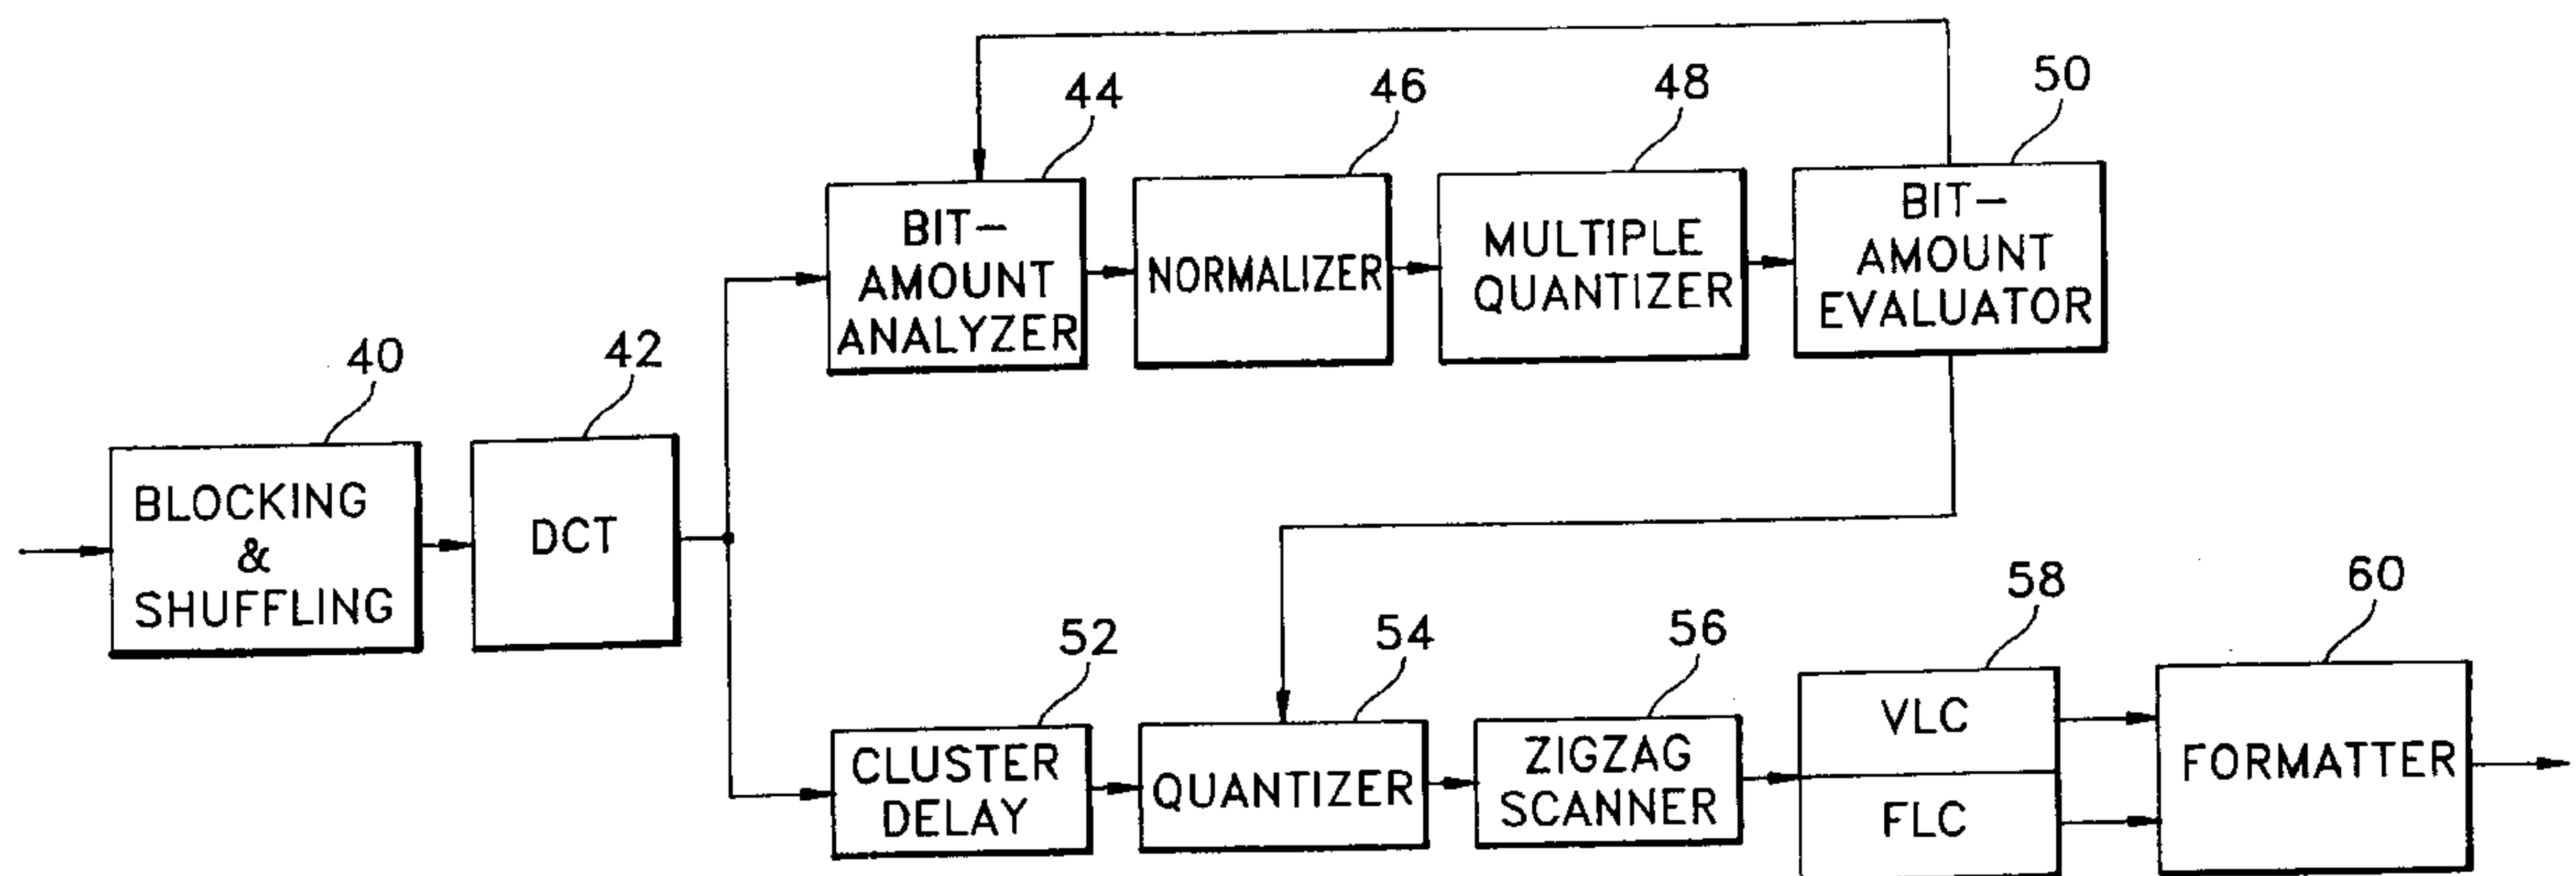 44
46
48
50
BIT-
AMOUNT
ANALYZER
NORMALIZER
MULTIPLE
QUANTIZER
BIT-
AMOUNT
EVALUATOR
40
42
BLOCKING
&
SHUFFLING
DCT
52
54
56
58
60
CLUSTER
DELAY
QUANTIZER
ZIGZAG
SCANNER
VLC
FLC
FORMATTER